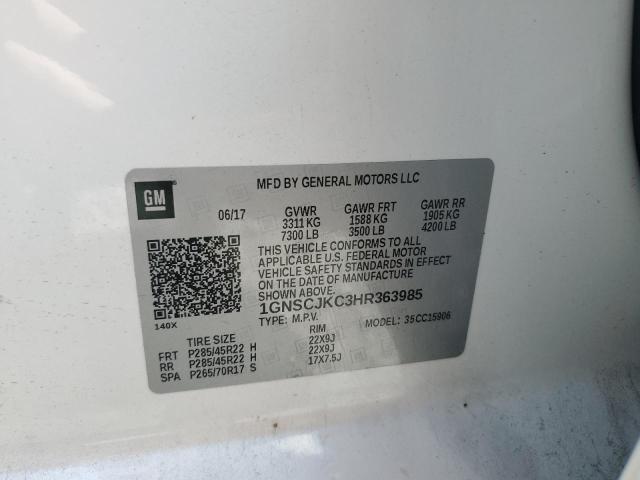 GM
MFD BY GENERAL MOTORS LLC
06/17 GVWR GAWR FRT GAWR RR
3311 KG 1588 KG 1905 KG
7300 LB 3500 LB 4200 LB
THIS VEHICLE CONFORMS TO ALL
APPLICABLE U.S. FEDERAL MOTOR
VEHICLE SAFETY STANDARDS IN EFFECT
ON THE DATE OF MANUFACTURE
SHOWN ABOVE.
1GNSCJKC3HR363985
TYPE: M.P.V. MODEL: 35CC15906
140X
TIRE SIZE RIM
FRT P285/45R22 H 22X9J
RR P285/45R22 H 22X9J
SPA P265/70R17 S 17X7.5J